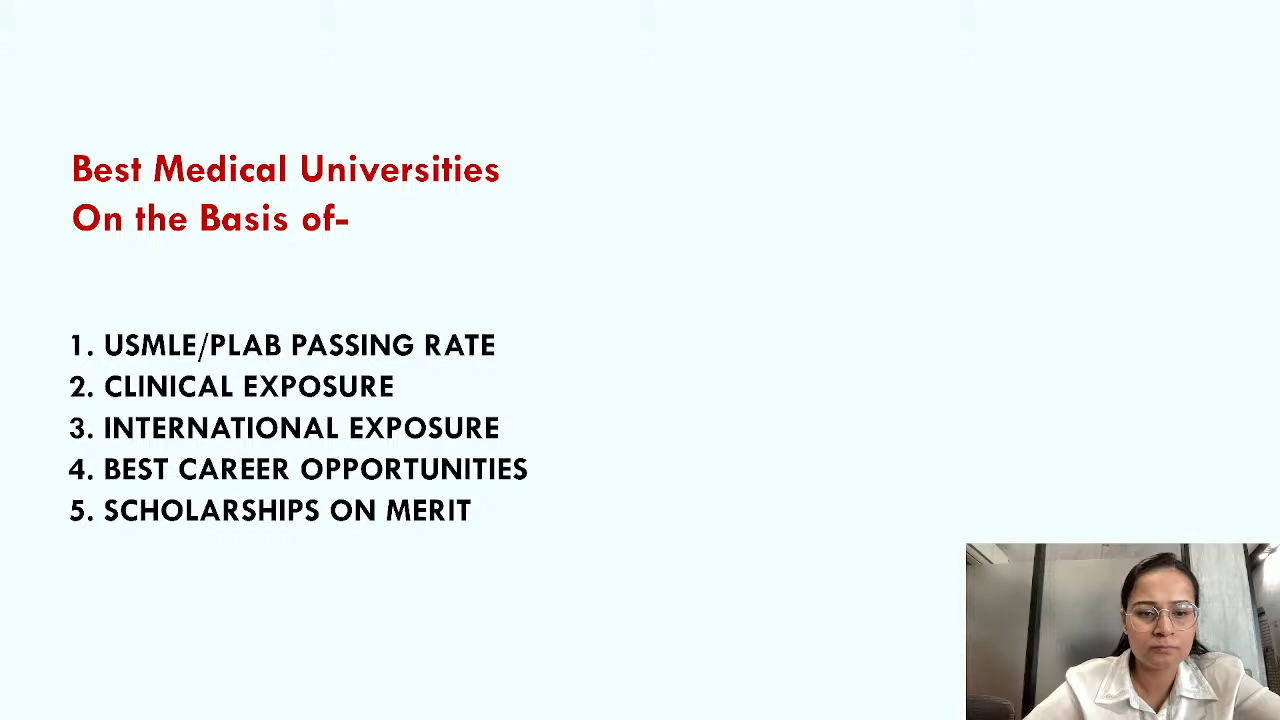 Best Medical Universities
On the Basis of-
1. USMLE/PLAB PASSING RATE
2. CLINICAL EXPOSURE
3. INTERNATIONAL EXPOSURE
4. BEST CAREER OPPORTUNITIES
5. SCHOLARSHIPS ON MERIT